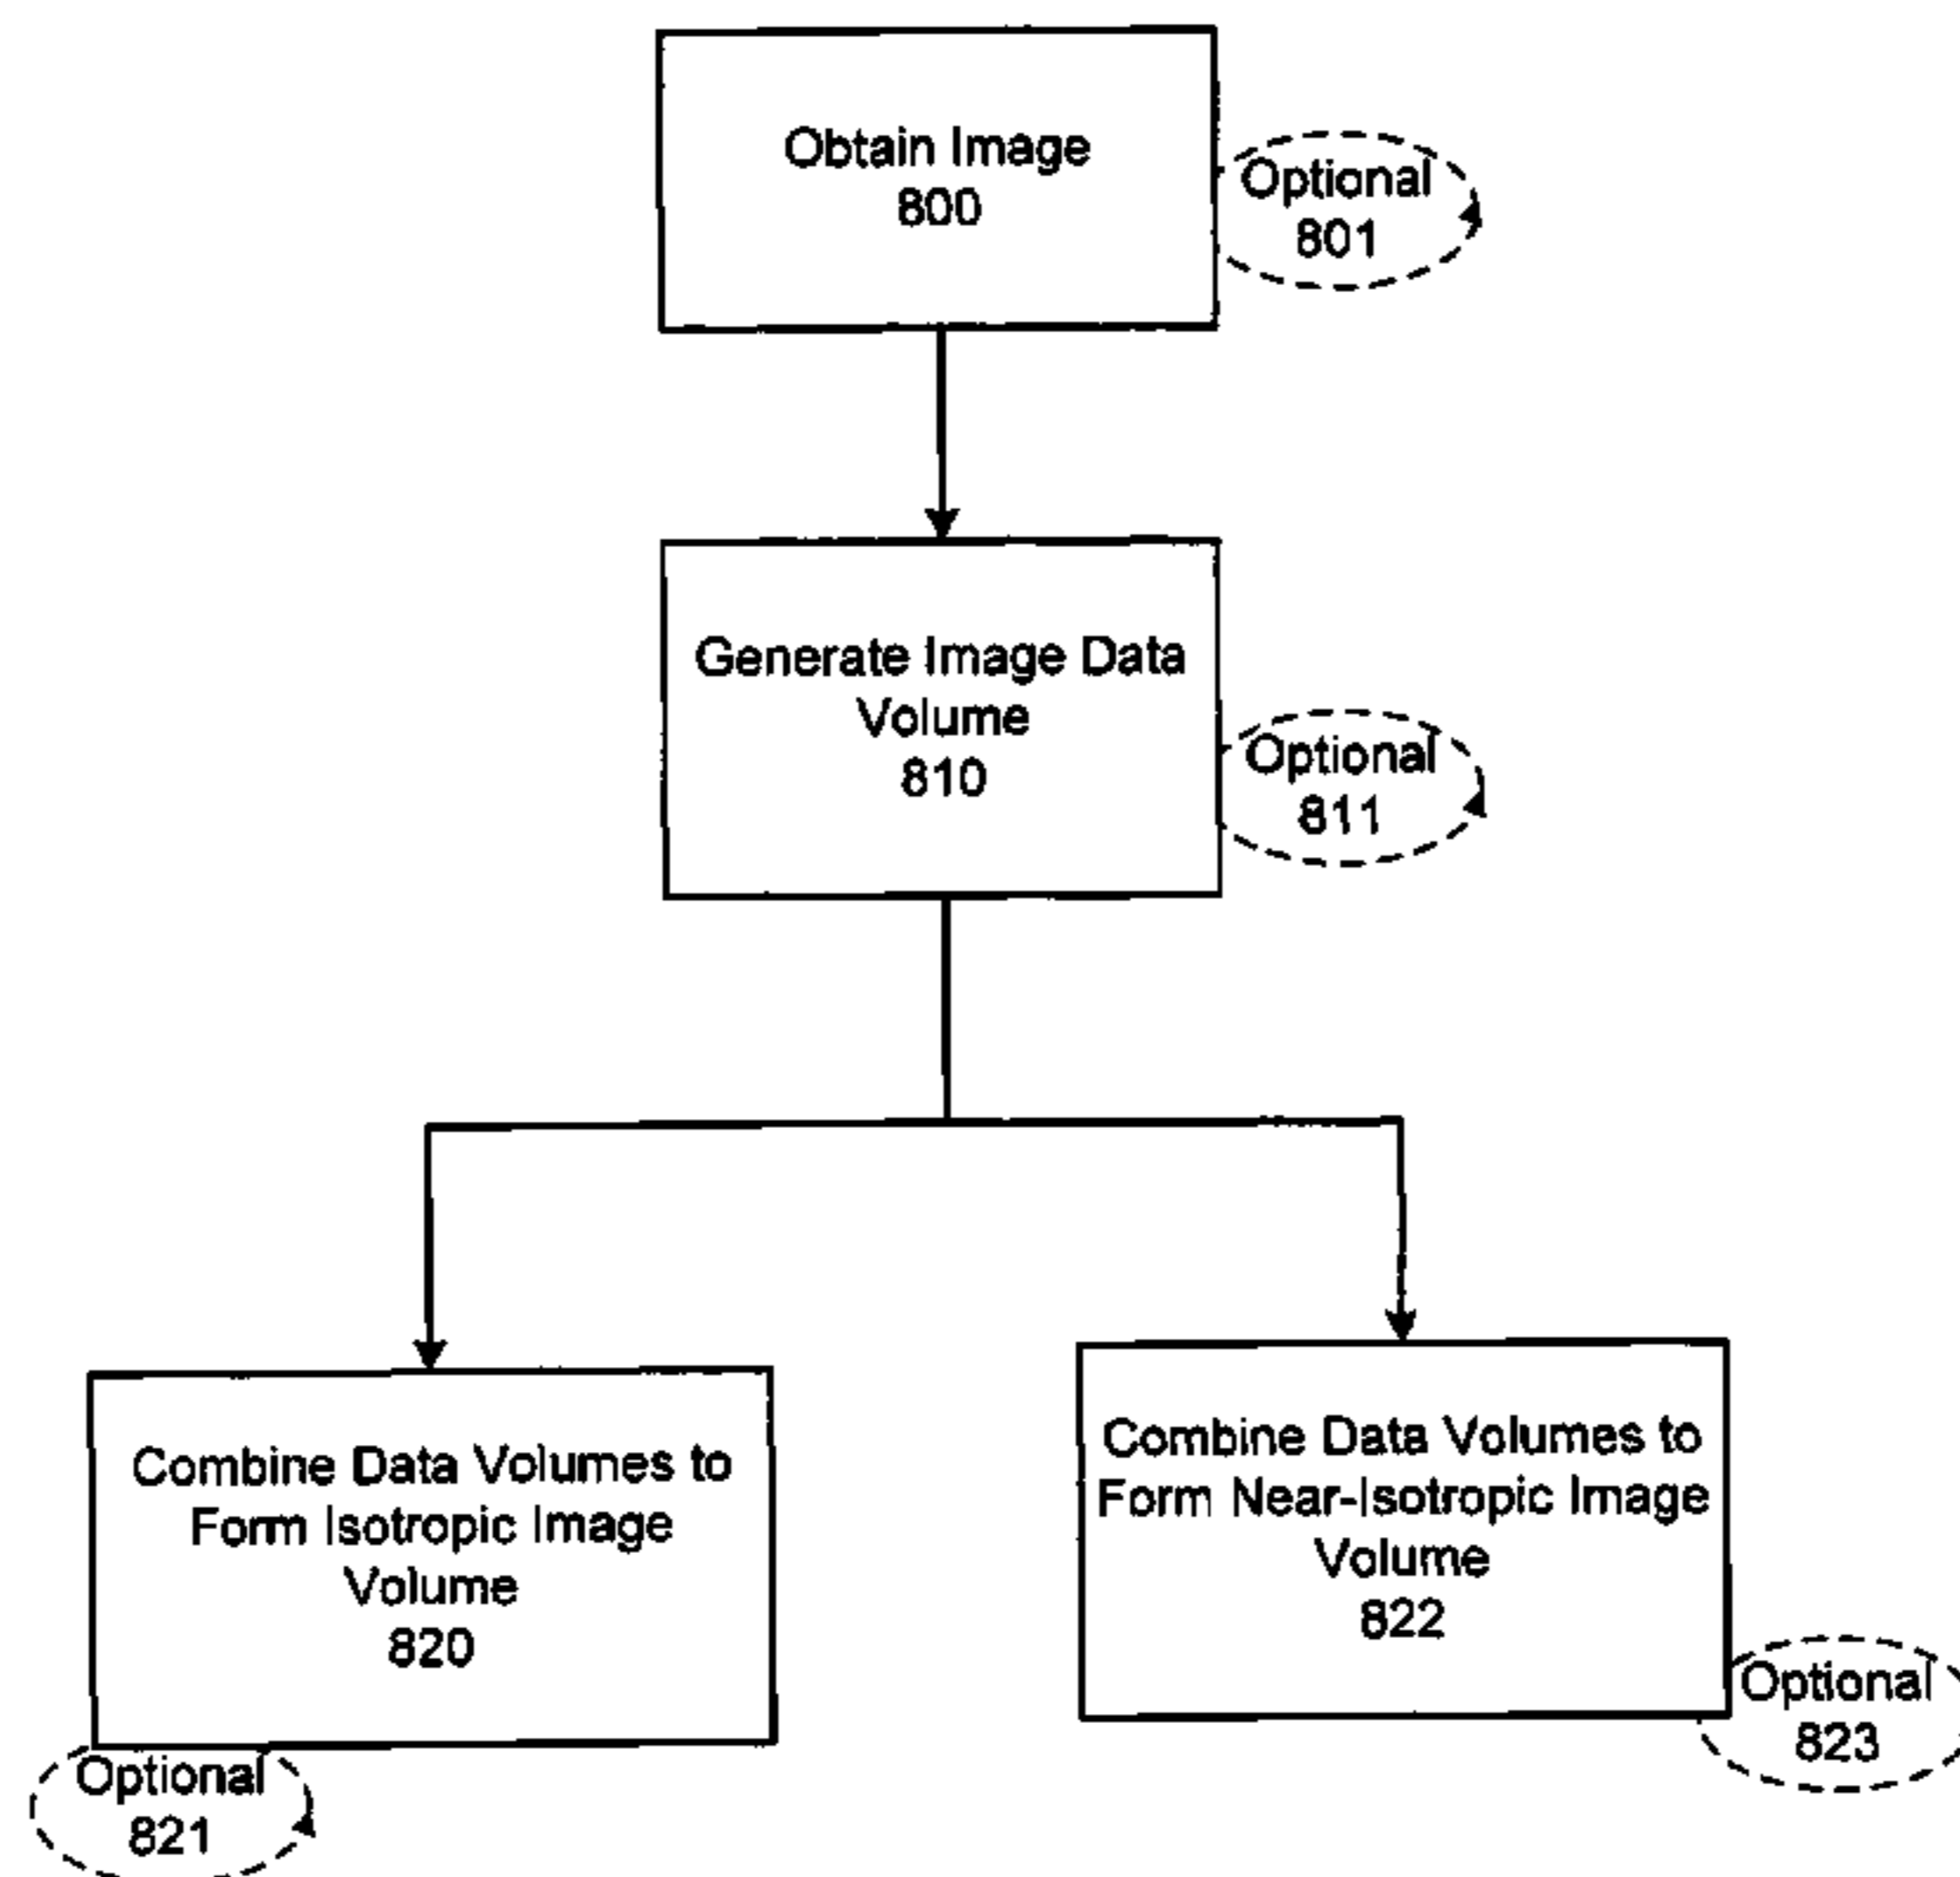 Obtain Image
800
Optional
801
Generate Image Data
Volume
810
Optional
811
Combine Data Volumes to
Form Isotropic Image
Volume
820
Optional
821
Combine Data Volumes to
Form Near-Isotropic Image
Volume
822
Optional
823